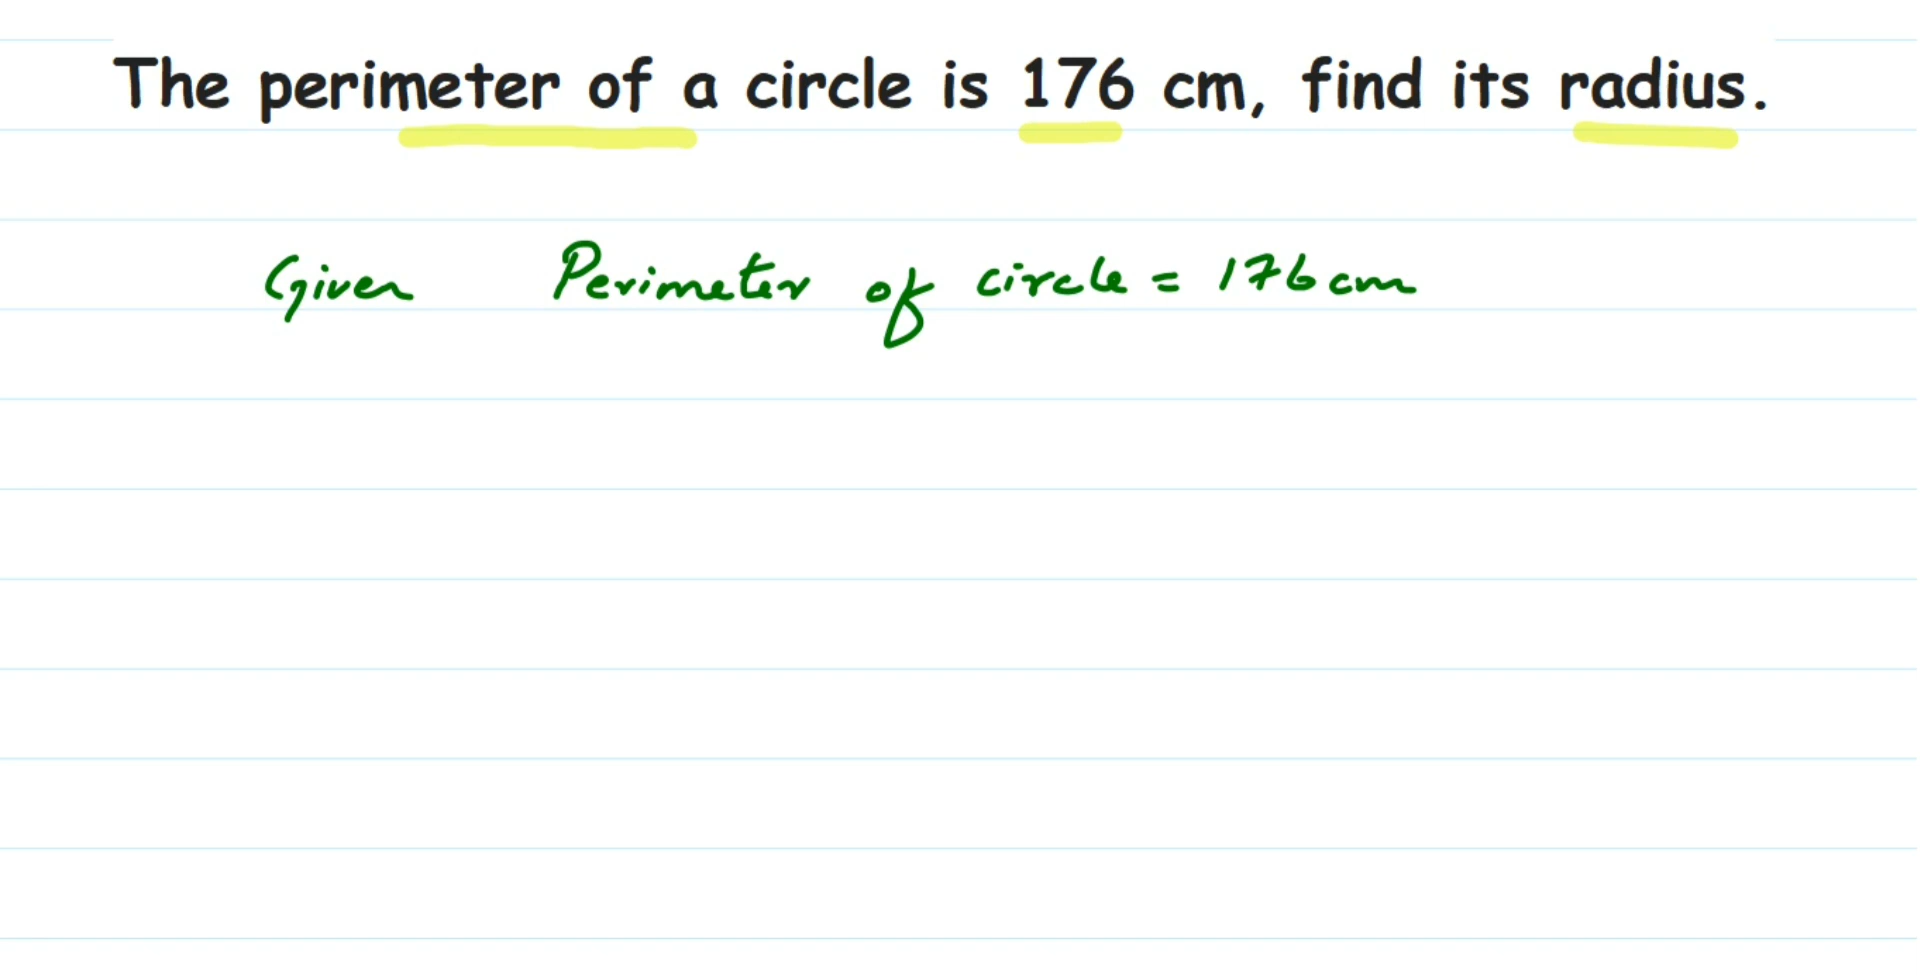 The perimeter of a circle is 176 cm, find its radius.
Given Perimeter of circle = 176 cm